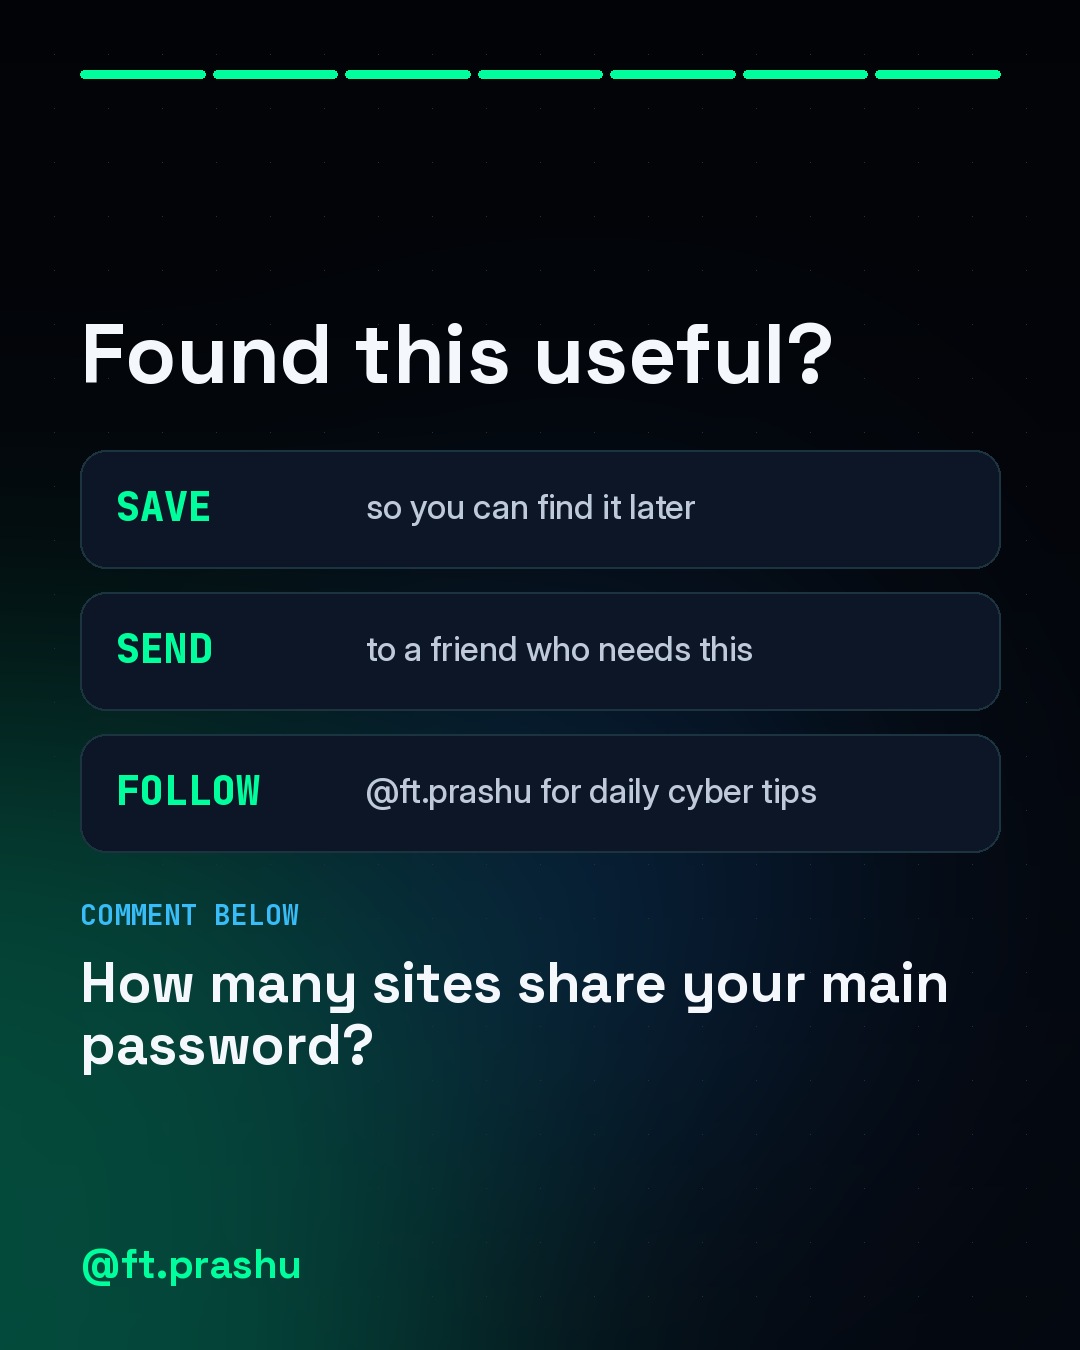 Found this useful?
SAVE so you can find it later
SEND to a friend who needs this
FOLLOW @ft.prashu for daily cyber tips
COMMENT BELOW
How many sites share your main
password?
@ft.prashu